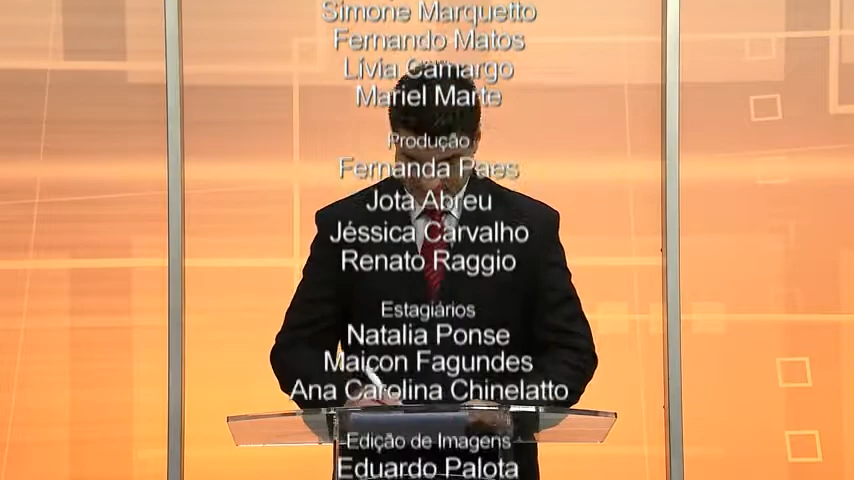 Simone Marquetto
Fernando Matos
Lívia Camargo
Mariel Marte
Produção
Fernanda Paes
Jota Abreu
Jéssica Carvalho
Renato Raggio
Estagiários
Natalia Ponse
Maicon Fagundes
Ana Carolina Chinelatto
Edição de Imagens
Eduardo Palota